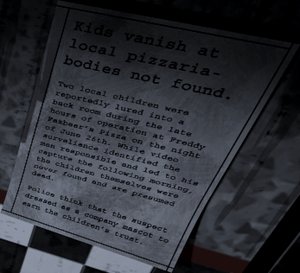 Kids vanish at
local pizzaria-
bodies not found.
Two local children were
reportedly lured into a
back room during the late
hours of operation at Freddy
Fazbear's Pizza on the night
of June 26th. While video
surveillance identified the
man responsible and led to his
capture the following morning,
the children themselves were
never found and are presumed
dead.
Police think that the suspect
dressed as a company mascot to
earn the children's trust.